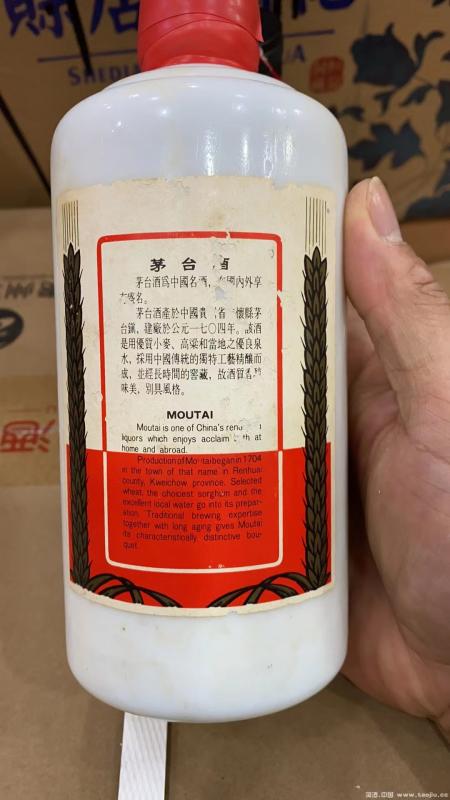 茅台酒
茅台酒爲中國名酒,在國內外享
有盛名。
茅台酒產於中國貴 省 懷縣茅
台鎮,建廠於公元一七〇四年。該酒
是用優質小麥、高粱和當地之優良泉
水,採用中國傳統的獨特工藝精釀而
成,並經長時間的窖藏,故酒質香
味美,別具風格。
MOUTAI
Moutai is one of China's
liquors which enjoys acclaim at
home and abroad.
Production of Moutai began in 1704
in the town of that name in Renhuai
county, Kweichow province. Selected
wheat, the choicest sorghum and the
excellent local water go into its prepar-
ation. Traditional brewing expertise
together with long aging gives Moutai
its characteristically distinctive bou-
quet.
www.taojiu.cc